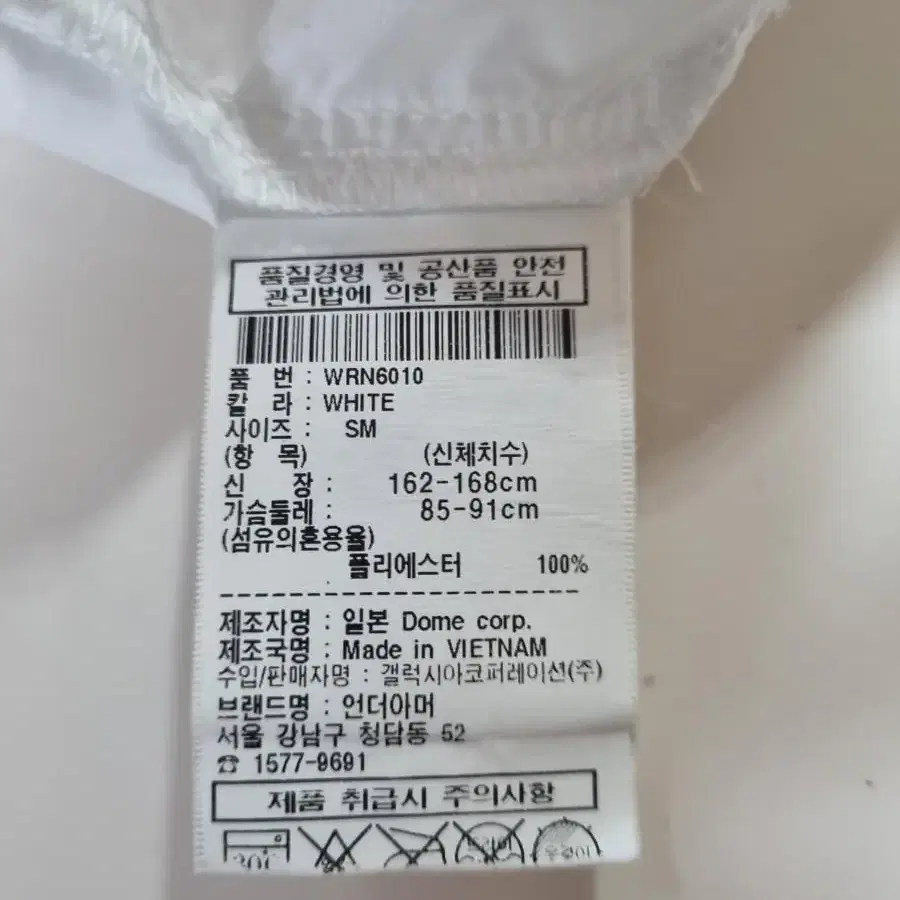 품질경영 및 공산품 안전
관리법에 의한 품질표시
품 번 : WRN6010
칼 라 : WHITE
사이즈 : SM
(항 목) (신체치수)
신 장 : 162-168cm
가슴둘레 : 85-91cm
(섬유의혼용율)
폴리에스터 100%
제조자명 : 일본 Dome corp.
제조국명 : Made in VIETNAM
수입/판매자명 : 갤럭시아코퍼레이션(주)
브랜드명 : 언더아머
서울 강남구 청담동 52
☎ 1577-9691
제품 취급시 주의사항